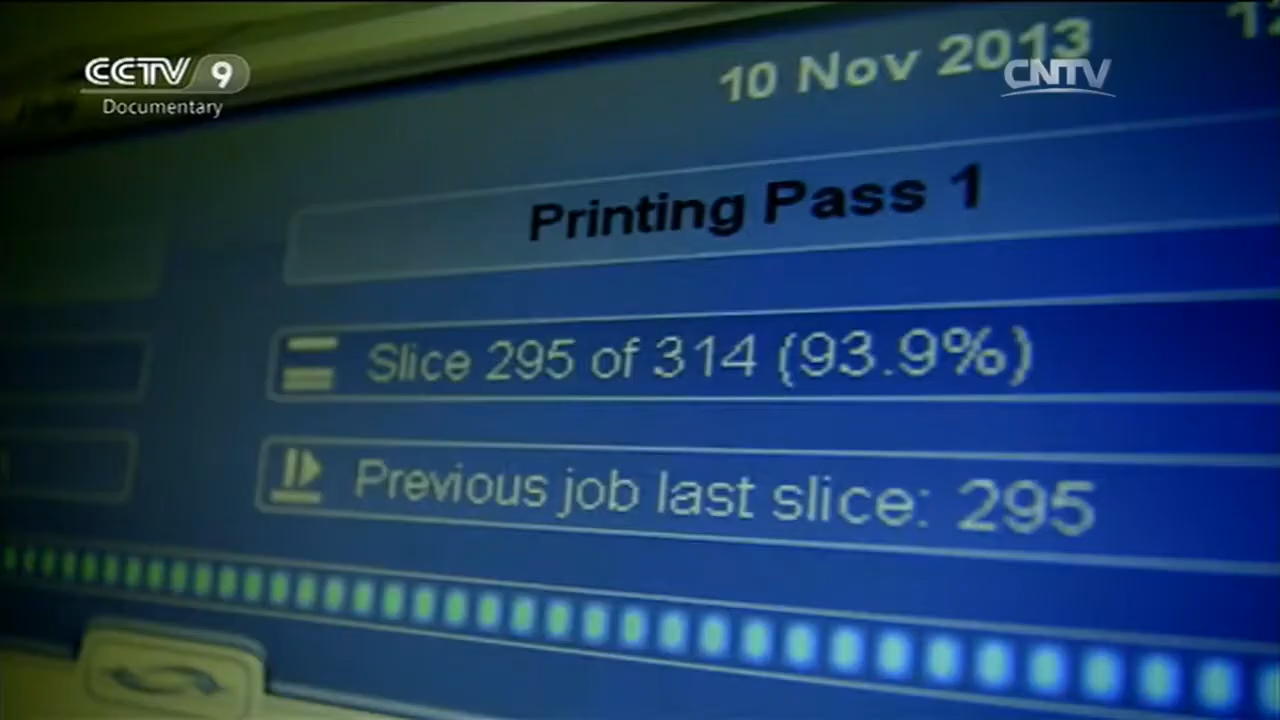 CCTV 9
Documentary
CNTV
10 Nov 2013
Printing Pass 1
Slice 295 of 314 (93.9%)
Previous job last slice: 295